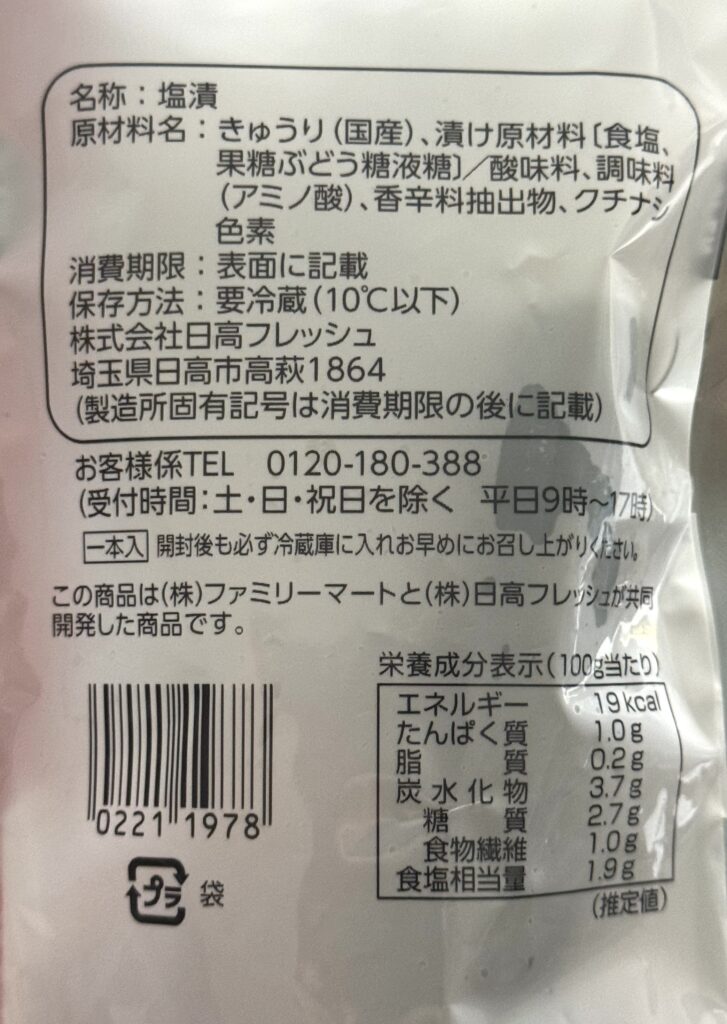 名称：塩漬
原材料名：きゅうり(国産)、漬け原材料〔食塩、
果糖ぶどう糖液糖〕／酸味料、調味料
(アミノ酸)、香辛料抽出物、クチナシ
色素
消費期限：表面に記載
保存方法：要冷蔵(10℃以下)
株式会社日高フレッシュ
埼玉県日高市高萩1864
(製造所固有記号は消費期限の後に記載)
お客様係TEL 0120-180-388
(受付時間：土・日・祝日を除く 平日9時〜17時)
一本入 開封後も必ず冷蔵庫に入れお早めにお召し上がりください。
この商品は(株)ファミリーマートと(株)日高フレッシュが共同
開発した商品です。
栄養成分表示(100g当たり)
エネルギー 19kcal
たんぱく質 1.0g
脂質 0.2g
炭水化物 3.7g
糖質 2.7g
食物繊維 1.0g
食塩相当量 1.9g
(推定値)
0221 1978
プラ 袋